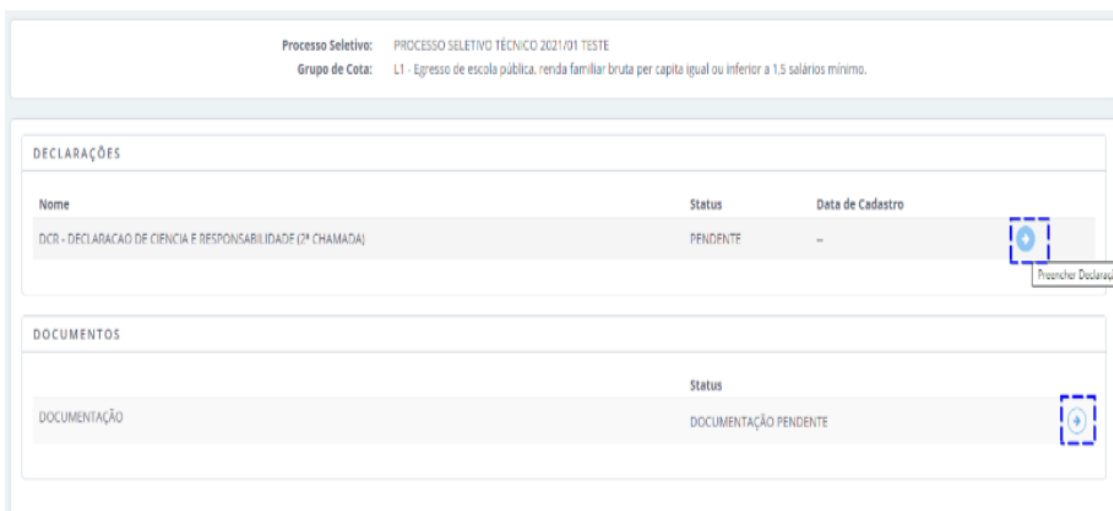 Processo Seletivo: PROCESSO SELETIVO TÉCNICO 2021/01 TESTE
Grupo de Cota: L1 - Egresso de escola pública, renda familiar bruta per capita igual ou inferior a 1,5 salários mínimo.
DECLARAÇÕES
Nome Status Data de Cadastro
DCR - DECLARACAO DE CIENCIA E RESPONSABILIDADE (2ª CHAMADA) PENDENTE --
Preencher Declaraçã
DOCUMENTOS
Status
DOCUMENTAÇÃO DOCUMENTAÇÃO PENDENTE